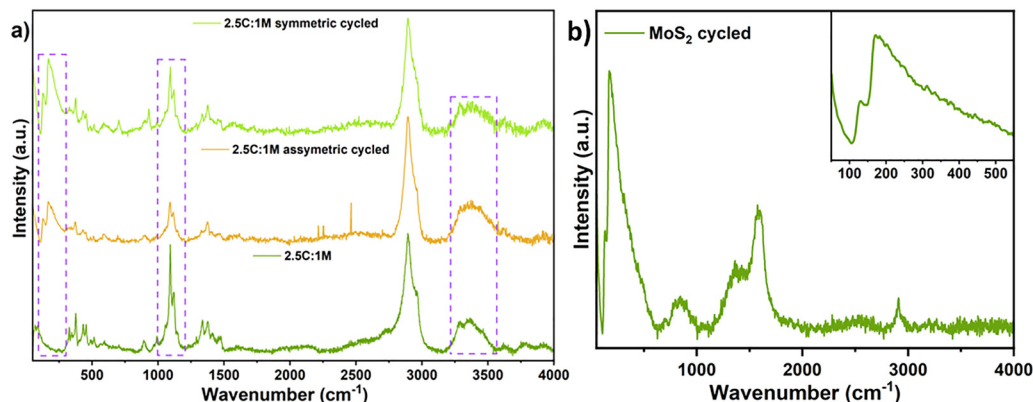 a)
2.5C:1M symmetric cycled
2.5C:1M assymetric cycled
2.5C:1M
Intensity (a.u.)
500 1000 1500 2000 2500 3000 3500 4000
Wavenumber (cm-1)
b)
MoS2 cycled
100 200 300 400 500
Intensity (a.u.)
1000 2000 3000 4000
Wavenumber (cm-1)